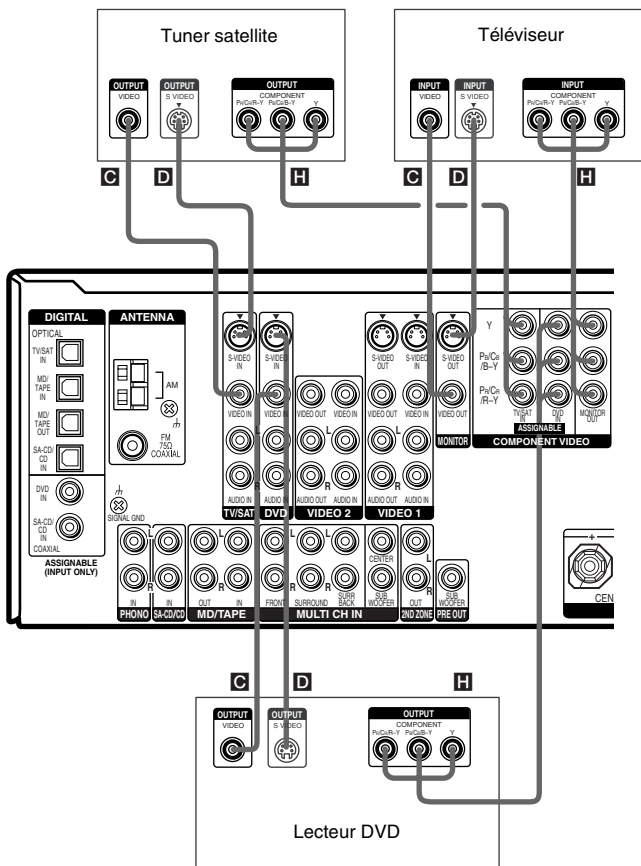 Tuner satellite
Téléviseur
OUTPUT
VIDEO
OUTPUT
S VIDEO
OUTPUT
COMPONENT
PR/CR/R–Y PB/CB/B–Y Y
INPUT
VIDEO
INPUT
S VIDEO
INPUT
COMPONENT
PR/CR/R–Y PB/CB/B–Y Y
C D H C D H
DIGITAL
OPTICAL
TV/SAT
IN
MD/
TAPE
IN
MD/
TAPE
OUT
SA-CD/
CD
IN
DVD
IN
SA-CD/
CD
IN
COAXIAL
ASSIGNABLE
(INPUT ONLY)
ANTENNA
AM
FM
75Ω
COAXIAL
SIGNAL GND
S-VIDEO
IN
VIDEO IN
L
R
AUDIO IN
TV/SAT
S-VIDEO
IN
VIDEO IN
AUDIO IN
DVD
VIDEO OUT VIDEO IN
L
R
AUDIO OUT AUDIO IN
VIDEO 2
S-VIDEO
OUT
S-VIDEO
IN
VIDEO OUT VIDEO IN
L
R
AUDIO OUT AUDIO IN
VIDEO 1
S-VIDEO
OUT
VIDEO OUT
MONITOR
Y
PB/CB
/B–Y
PR/CR
/R–Y
TV/SAT
IN
DVD
IN
MONITOR
OUT
ASSIGNABLE
COMPONENT VIDEO
L
R
IN
PHONO
IN
SA-CD/CD
L
R
OUT IN
MD/TAPE
L
R
FRONT
SURROUND
SURR
BACK
CENTER
SUB
WOOFER
MULTI CH IN
L
R
OUT
2ND ZONE
SUB
WOOFER
PRE OUT
+
CEN
C D H
OUTPUT
VIDEO
OUTPUT
S VIDEO
OUTPUT
COMPONENT
PR/CR/R–Y PB/CB/B–Y Y
Lecteur DVD